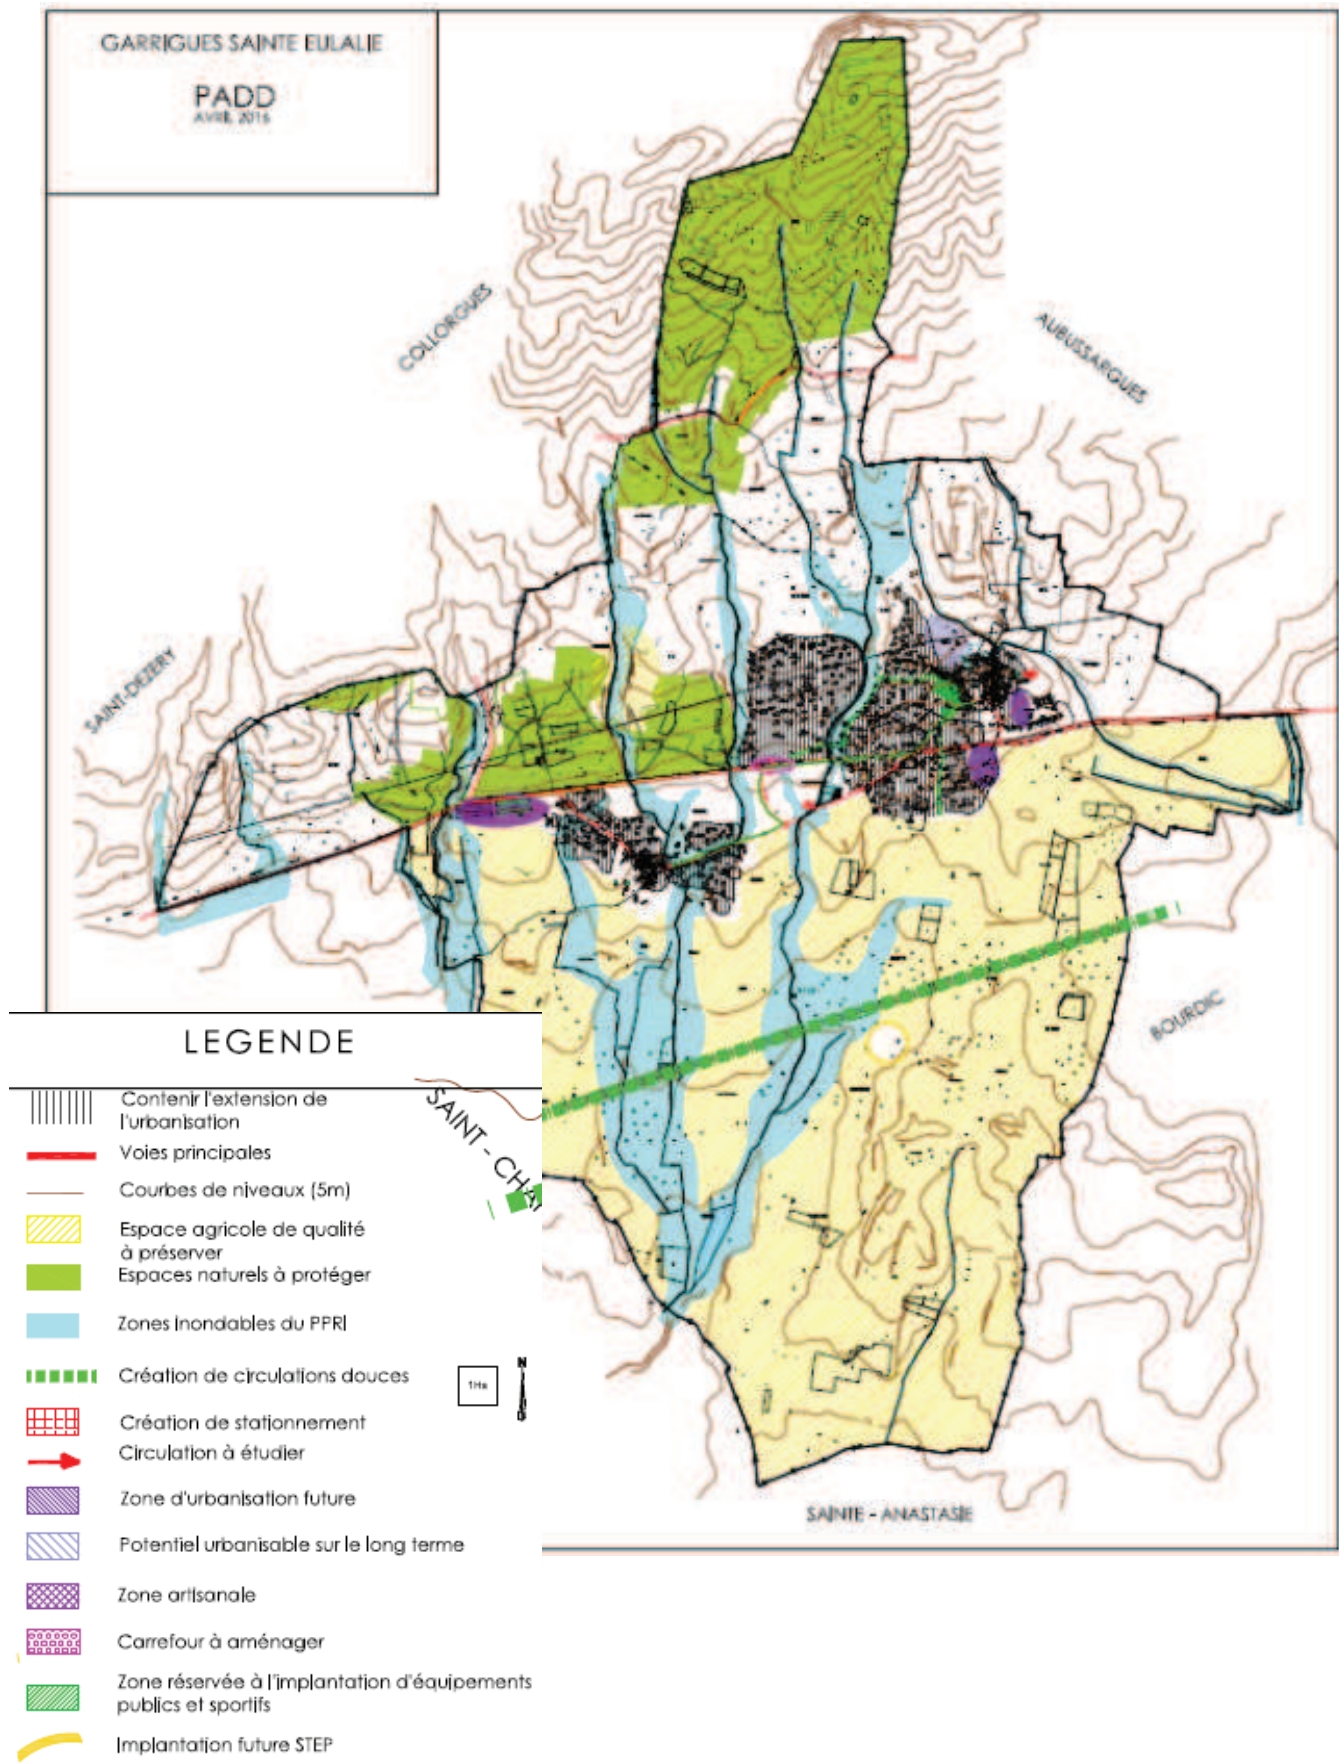 GARRIGUES SAINTE EULALIE
PADD
AVRIL 2016
COLLORGUES
AUBUSSARGUES
SAINT-DEZERY
BOURDIC
SAINTE - ANASTASIE
LEGENDE
SAINT - CHA
Contenir l'extension de
l'urbanisation
Voies principales
Courbes de niveaux (5m)
Espace agricole de qualité
à préserver
Espaces naturels à protéger
Zones inondables du PPRI
Création de circulations douces
1Ha
N
Création de stationnement
Circulation à étudier
Zone d'urbanisation future
Potentiel urbanisable sur le long terme
Zone artisanale
Carrefour à aménager
Zone réservée à l'implantation d'équipements
publics et sportifs
Implantation future STEP